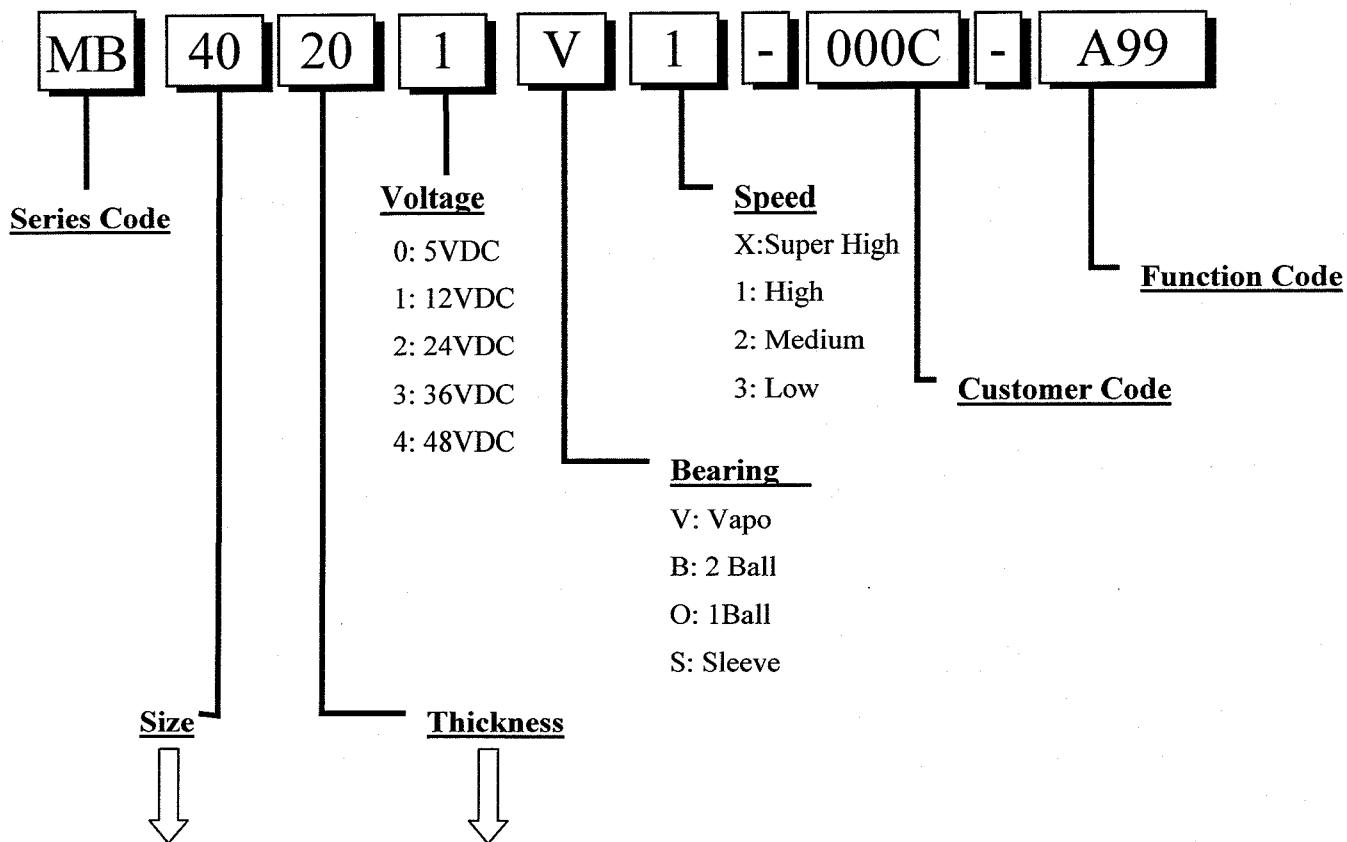 MB 40 20 1 V 1 - 000C - A99
Series Code
Voltage
0: 5VDC
1: 12VDC
2: 24VDC
3: 36VDC
4: 48VDC
Speed
X:Super High
1: High
2: Medium
3: Low
Function Code
Customer Code
Bearing
V: Vapo
B: 2 Ball
O: 1Ball
S: Sleeve
Size
Thickness